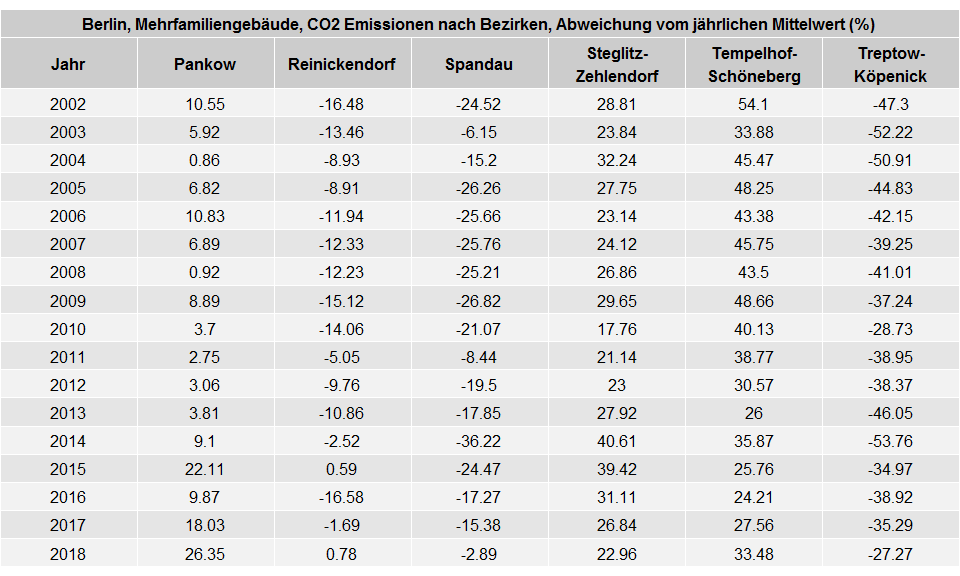 Berlin, Mehrfamiliengebäude, CO2 Emissionen nach Bezirken, Abweichung vom jährlichen Mittelwert (%)
Jahr Pankow Reinickendorf Spandau Steglitz-Zehlendorf Tempelhof-Schöneberg Treptow-Köpenick
2002 10.55 -16.48 -24.52 28.81 54.1 -47.3
2003 5.92 -13.46 -6.15 23.84 33.88 -52.22
2004 0.86 -8.93 -15.2 32.24 45.47 -50.91
2005 6.82 -8.91 -26.26 27.75 48.25 -44.83
2006 10.83 -11.94 -25.66 23.14 43.38 -42.15
2007 6.89 -12.33 -25.76 24.12 45.75 -39.25
2008 0.92 -12.23 -25.21 26.86 43.5 -41.01
2009 8.89 -15.12 -26.82 29.65 48.66 -37.24
2010 3.7 -14.06 -21.07 17.76 40.13 -28.73
2011 2.75 -5.05 -8.44 21.14 38.77 -38.95
2012 3.06 -9.76 -19.5 23 30.57 -38.37
2013 3.81 -10.86 -17.85 27.92 26 -46.05
2014 9.1 -2.52 -36.22 40.61 35.87 -53.76
2015 22.11 0.59 -24.47 39.42 25.76 -34.97
2016 9.87 -16.58 -17.27 31.11 24.21 -38.92
2017 18.03 -1.69 -15.38 26.84 27.56 -35.29
2018 26.35 0.78 -2.89 22.96 33.48 -27.27